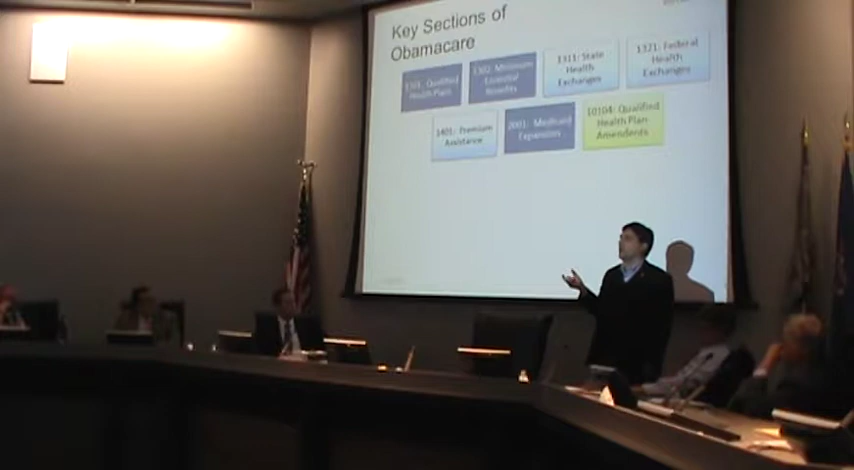 Key Sections of
Obamacare
1301: Qualified
Health Plans
1302: Minimum
Essential
Benefits
1311: State
Health
Exchanges
1321: Federal
Health
Exchanges
1401: Premium
Assistance
2001: Medicaid
Expansion
10104: Qualified
Health Plan
Amendments